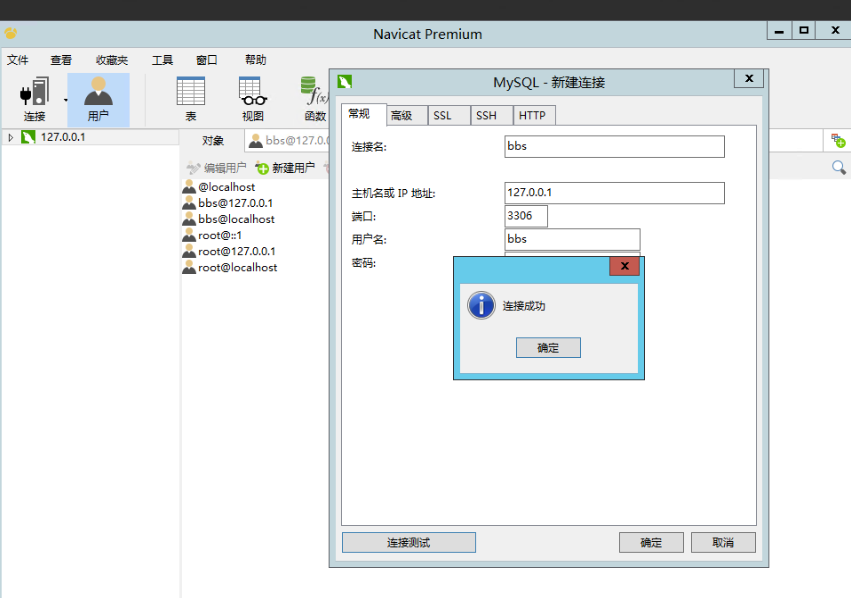 Navicat Premium
文件 查看 收藏夹 工具 窗口 帮助
连接 用户 表 视图 函数
127.0.0.1
对象 bbs@127.0.0
编辑用户 新建用户
@localhost
bbs@127.0.0.1
bbs@localhost
root@::1
root@127.0.0.1
root@localhost
MySQL - 新建连接
常规 高级 SSL SSH HTTP
连接名: bbs
主机名或 IP 地址: 127.0.0.1
端口: 3306
用户名: bbs
密码:
连接成功
确定
连接测试 确定 取消